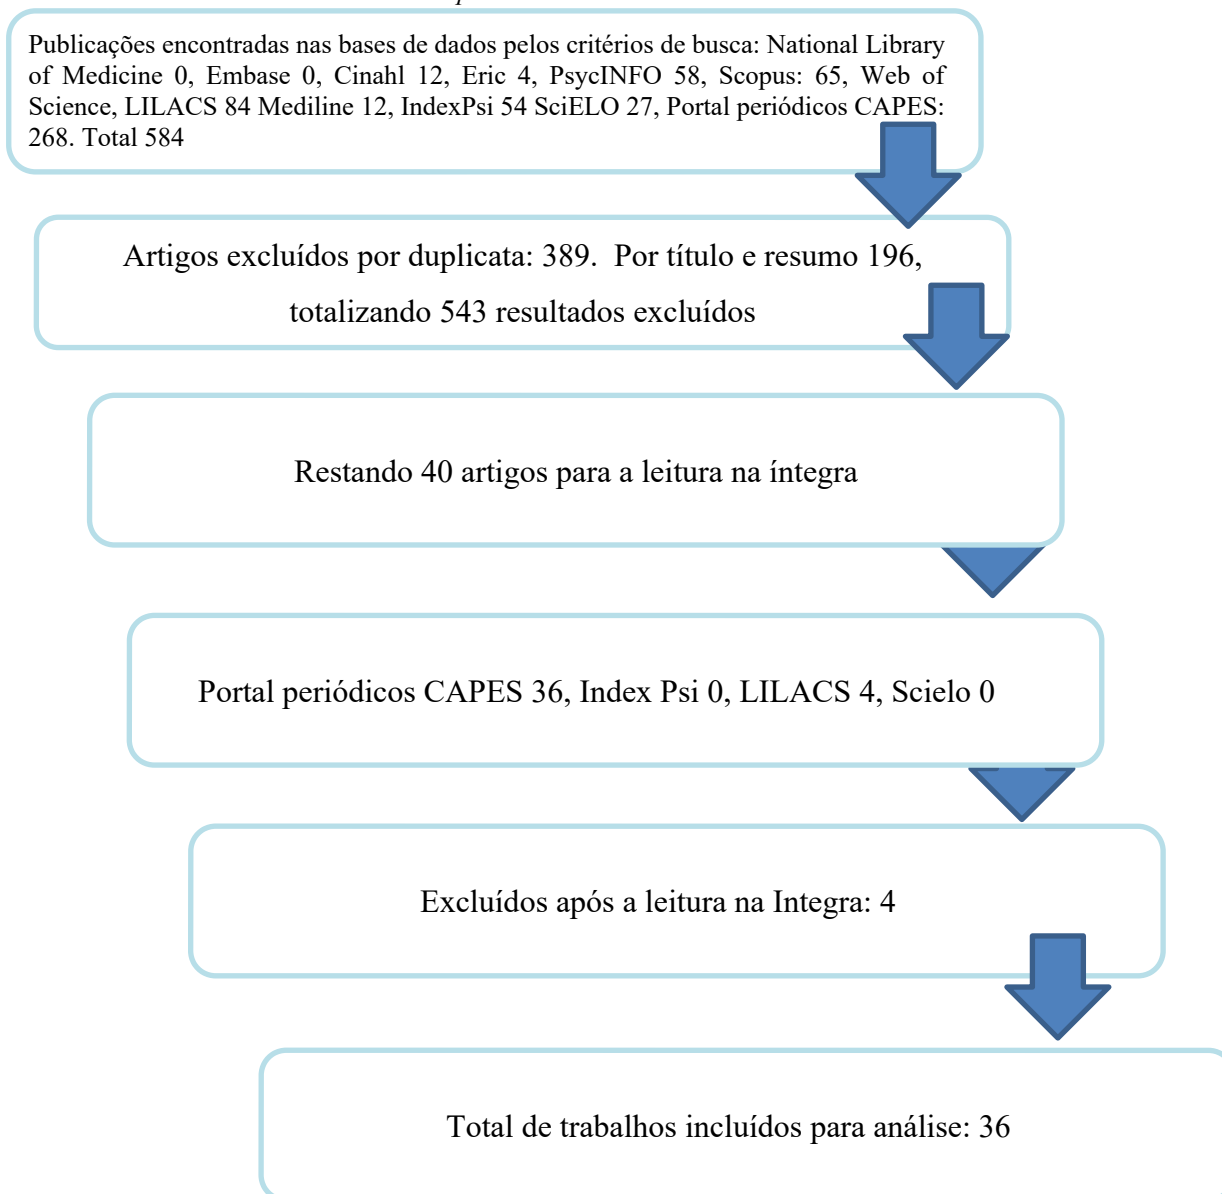 Publicações encontradas nas bases de dados pelos critérios de busca: National Library
of Medicine 0, Embase 0, Cinahl 12, Eric 4, PsycINFO 58, Scopus: 65, Web of
Science, LILACS 84 Mediline 12, IndexPsi 54 SciELO 27, Portal periódicos CAPES:
268. Total 584
Artigos excluídos por duplicata: 389. Por título e resumo 196,
totalizando 543 resultados excluídos
Restando 40 artigos para a leitura na íntegra
Portal periódicos CAPES 36, Index Psi 0, LILACS 4, Scielo 0
Excluídos após a leitura na Integra: 4
Total de trabalhos incluídos para análise: 36